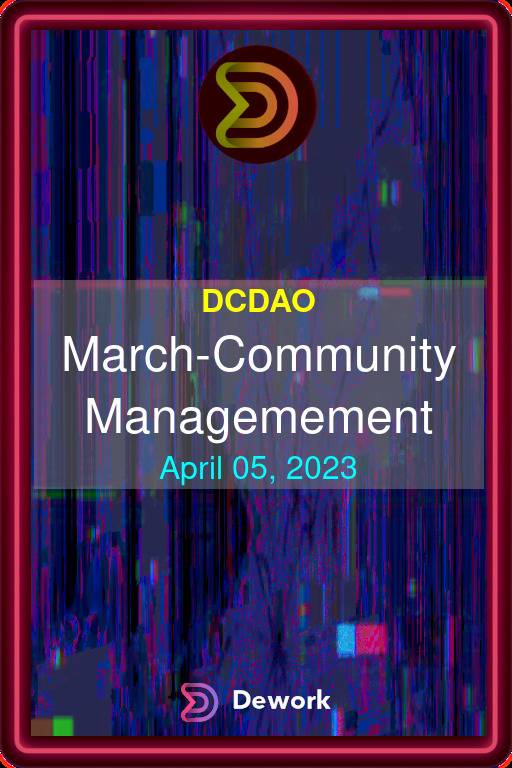 DCDAO
March-Community
Managemement
April 05, 2023
Dework